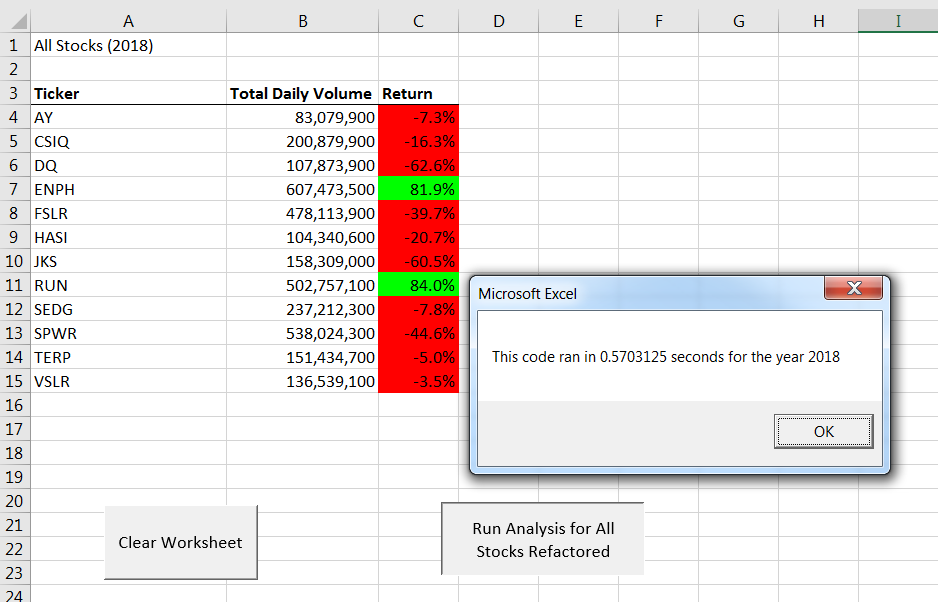 A B C D E F G H I
1 All Stocks (2018)
2
3 Ticker Total Daily Volume Return
4 AY 83,079,900 -7.3%
5 CSIQ 200,879,900 -16.3%
6 DQ 107,873,900 -62.6%
7 ENPH 607,473,500 81.9%
8 FSLR 478,113,900 -39.7%
9 HASI 104,340,600 -20.7%
10 JKS 158,309,000 -60.5%
11 RUN 502,757,100 84.0%
12 SEDG 237,212,300 -7.8%
13 SPWR 538,024,300 -44.6%
14 TERP 151,434,700 -5.0%
15 VSLR 136,539,100 -3.5%
16
17
18
19
20
21
22
23
24
Microsoft Excel
This code ran in 0.5703125 seconds for the year 2018
OK
Clear Worksheet
Run Analysis for All
Stocks Refactored